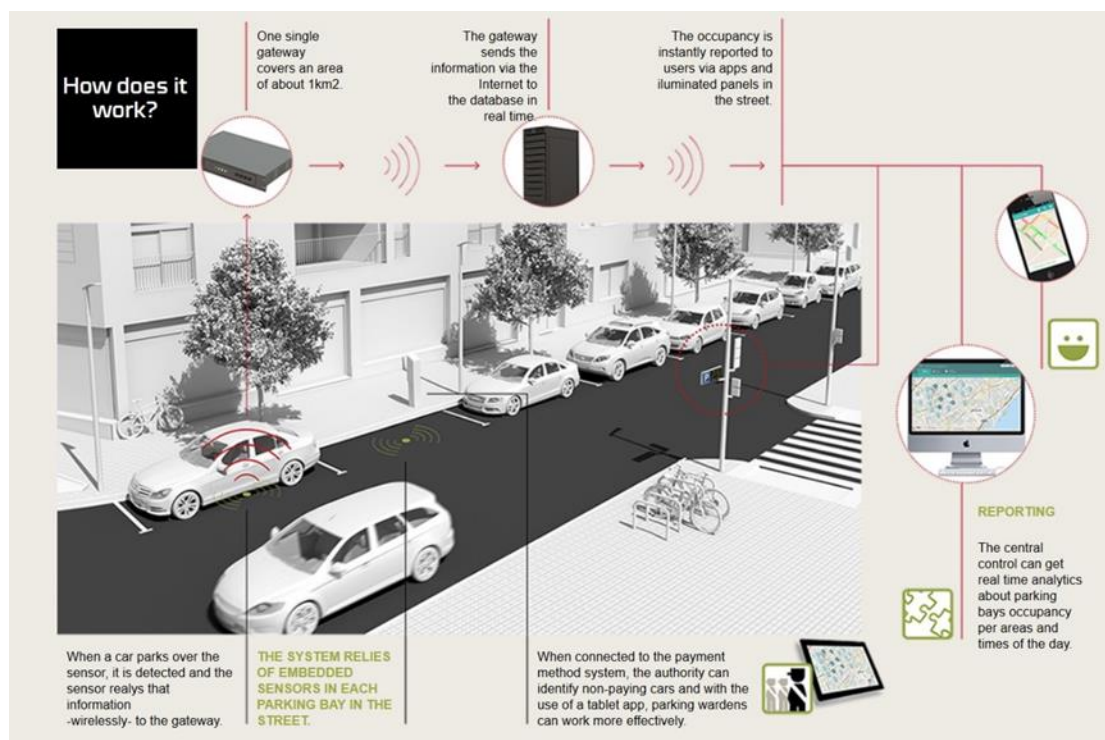 How does it
work?
One single
gateway
covers an area
of about 1km2.
The gateway
sends the
information via the
Internet to
the database in
real time.
The occupancy is
instantly reported to
users via apps and
iluminated panels in
the street.
P
REPORTING
The central
control can get
real time analytics
about parking
bays occupancy
per areas and
times of the day.
When a car parks over the
sensor, it is detected and the
sensor realys that
information
-wirelessly- to the gateway.
THE SYSTEM RELIES
OF EMBEDDED
SENSORS IN EACH
PARKING BAY IN THE
STREET.
When connected to the payment
method system, the authority can
identify non-paying cars and with the
use of a tablet app, parking wardens
can work more effectively.